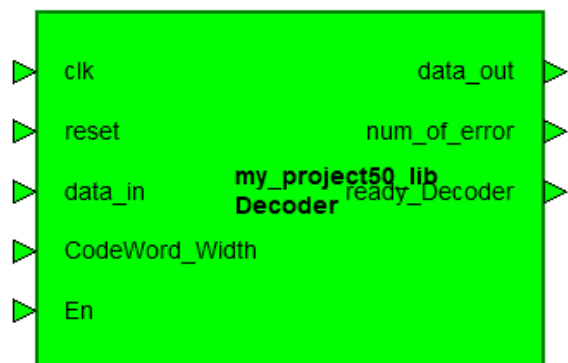 clk data_out
reset num_of_error
my_project50_lib
data_in ready_Decoder
Decoder
CodeWord_Width
En